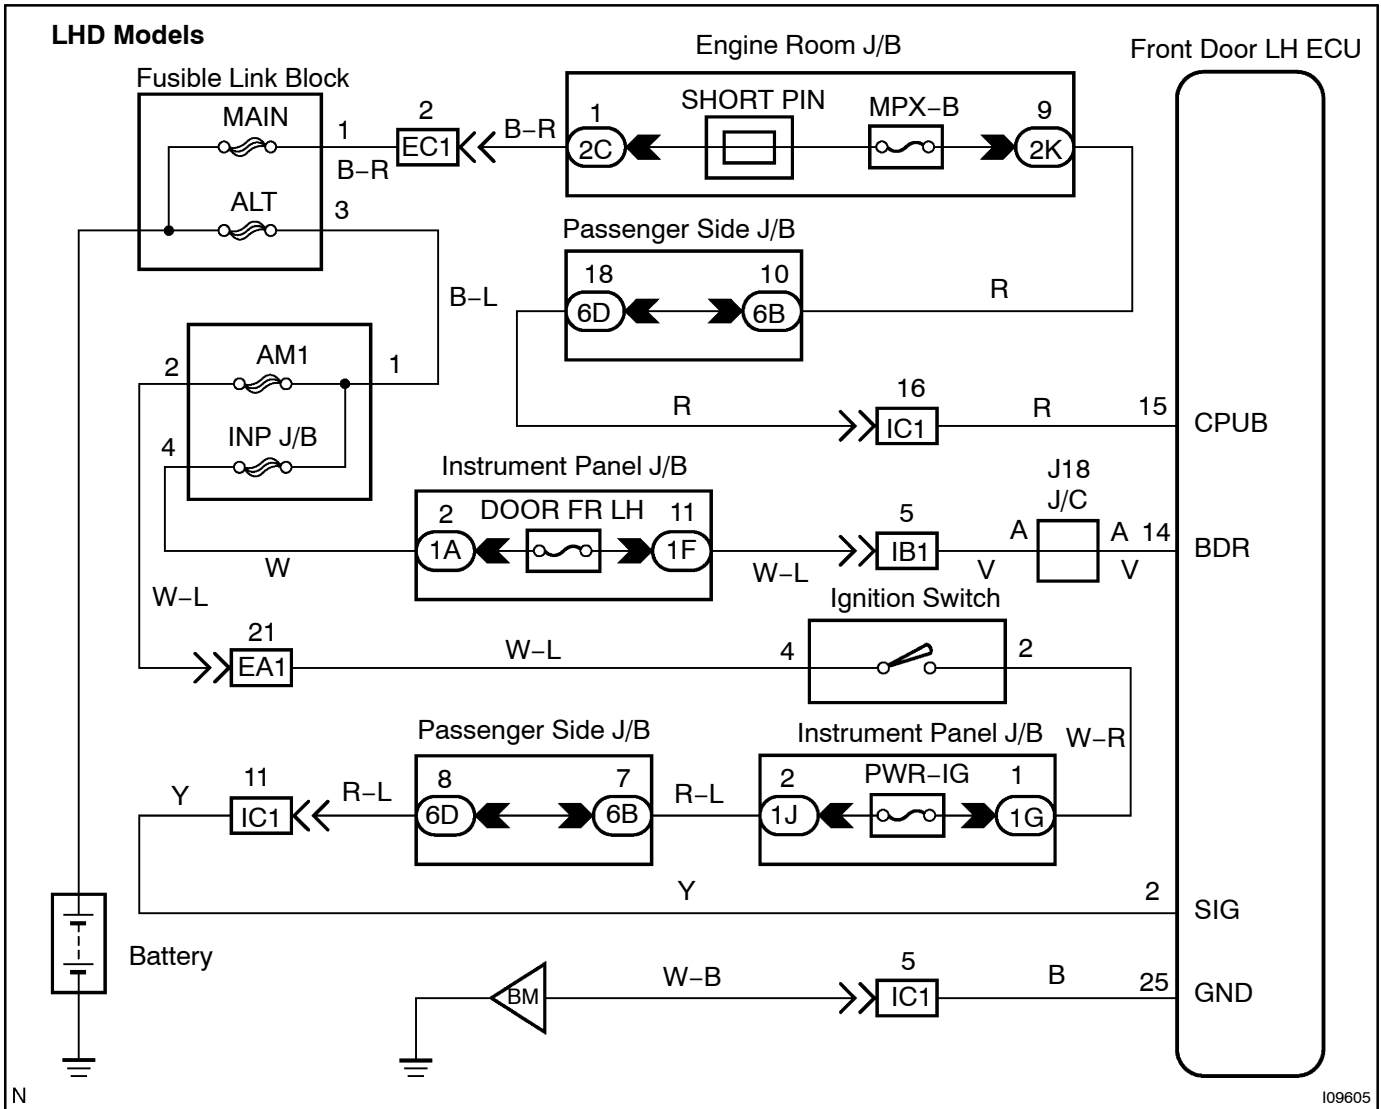 LHD Models
Engine Room J/B
Front Door LH ECU
Fusible Link Block
MAIN
1
B–R
2
EC1
B–R
1
2C
SHORT PIN
MPX–B
9
2K
ALT
3
B–L
Passenger Side J/B
18
6D
10
6B
R
AM1
2
1
INP J/B
4
R
16
IC1
R
15
CPUB
Instrument Panel J/B
2
1A
DOOR FR LH
11
1F
W
W–L
5
IB1
A
V
J18
J/C
A
V
14
BDR
W–L
21
EA1
W–L
Ignition Switch
4
2
W–R
Passenger Side J/B
8
6D
7
6B
Instrument Panel J/B
2
1J
PWR–IG
1
1G
Y
11
IC1
R–L
R–L
Y
2
SIG
Battery
BM
W–B
5
IC1
B
25
GND
N
I09605